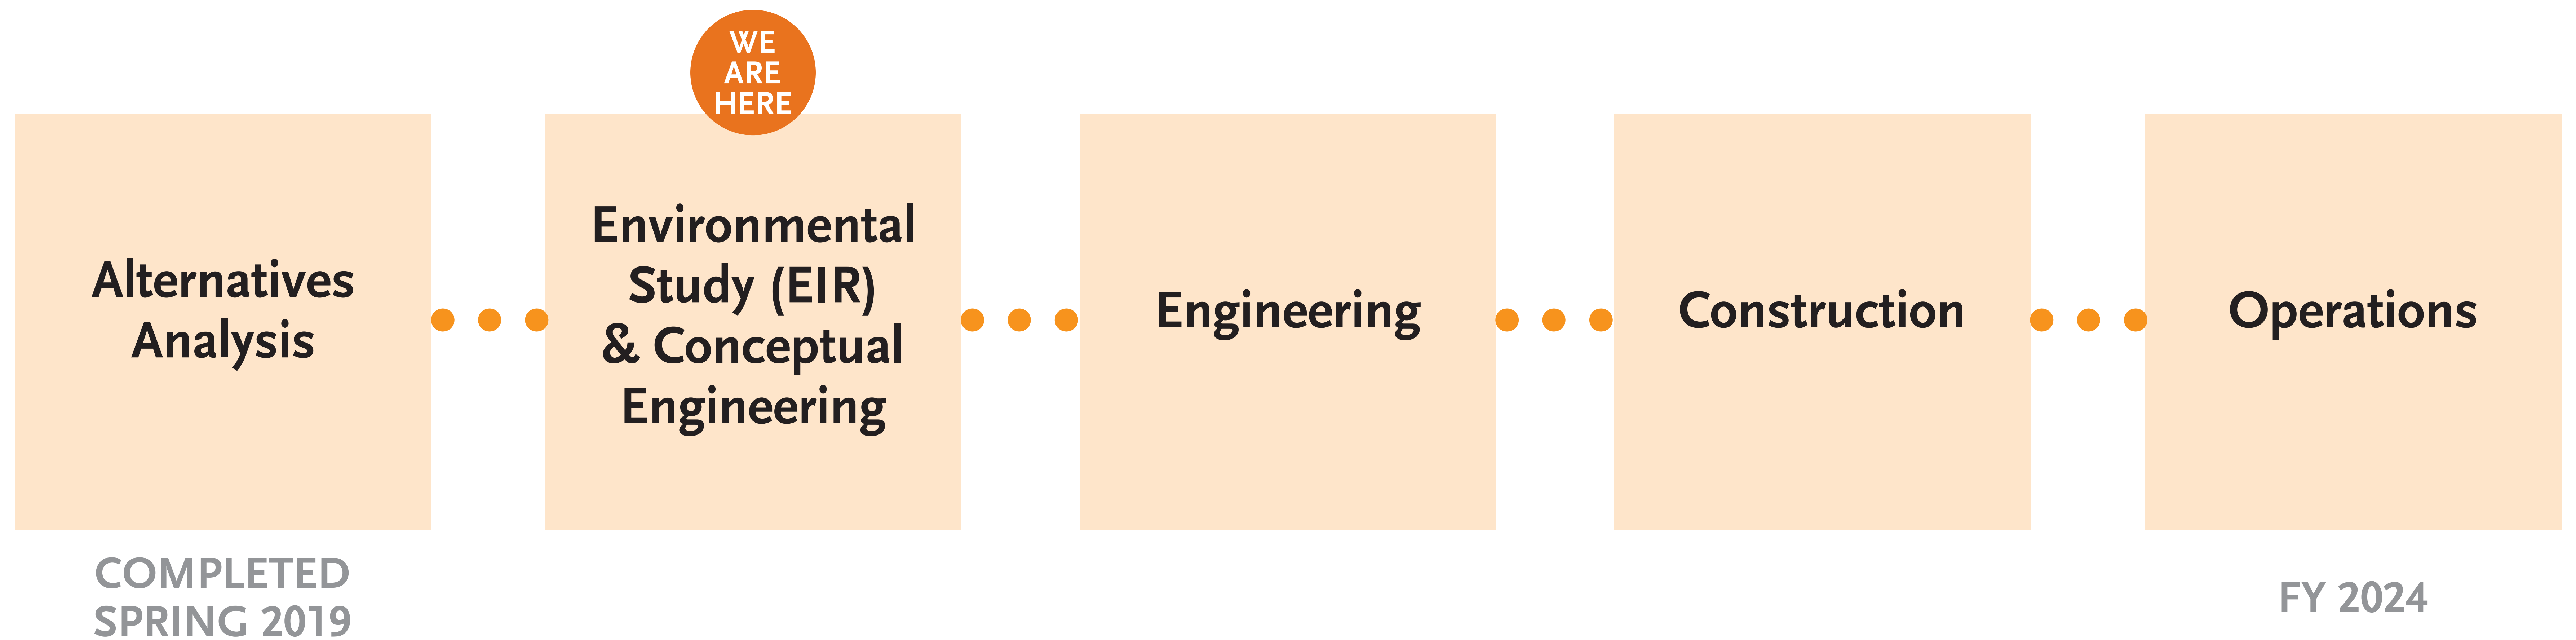 WE
ARE
HERE
Alternatives
Analysis
Environmental
Study (EIR)
& Conceptual
Engineering
Engineering
Construction
Operations
COMPLETED
SPRING 2019
FY 2024